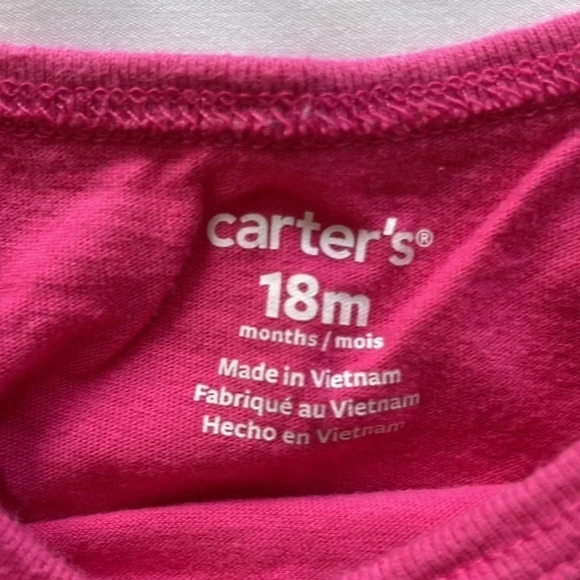 carter's®
18m
months / mois
Made in Vietnam
Fabriqué au Vietnam
Hecho en Vietnam